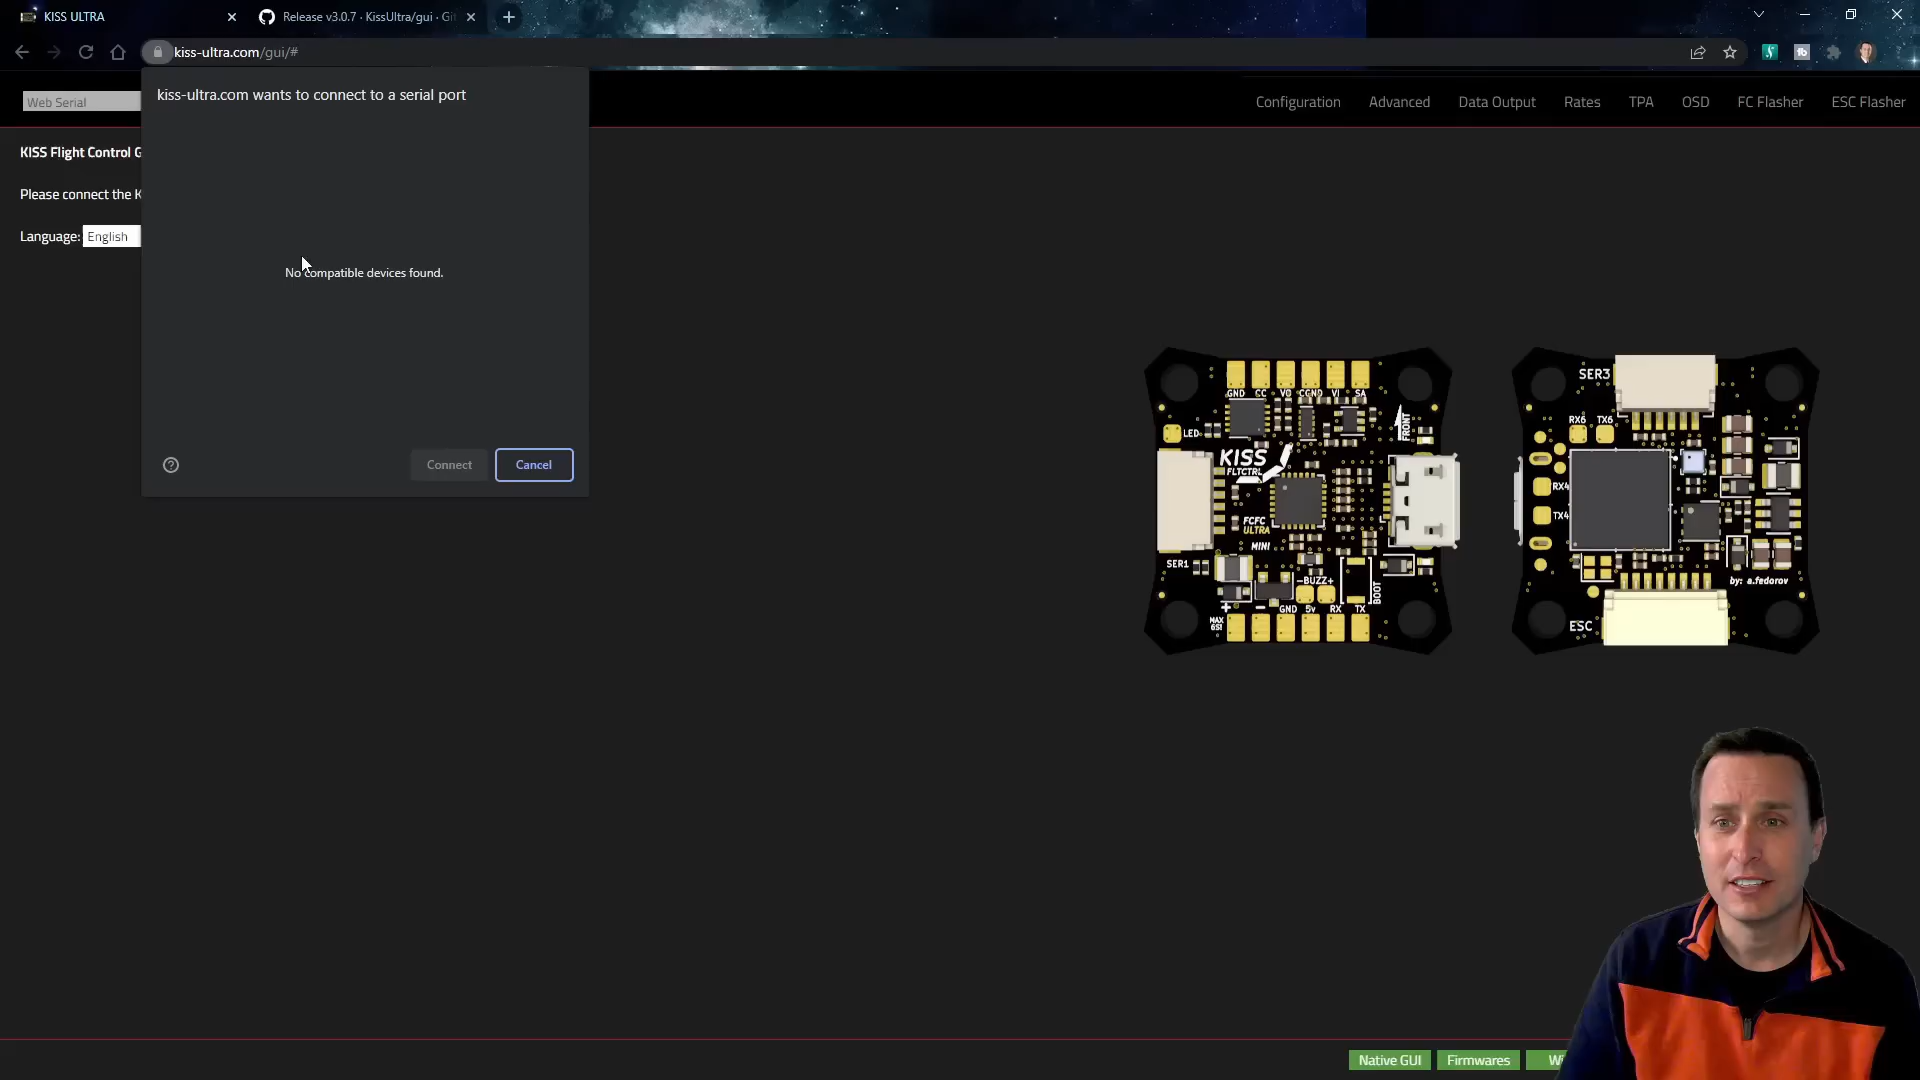 KISS ULTRA
Release v3.0.7 · KissUltra/gui · Git
kiss-ultra.com/gui/#
kiss-ultra.com wants to connect to a serial port
Web Serial
Configuration
Advanced
Data Output
Rates
TPA
OSD
FC Flasher
ESC Flasher
KISS Flight Control G
Please connect the K
Language: English
No compatible devices found.
Connect
Cancel
GND CC VO CGND VI SA
LED
FRONT
KISS
FLTCTRL
FCFC
ULTRA
MINI
SER1
-BUZZ+
BOOT
+ -
GND 5v RX TX
MAX
6S!
SER3
RX6 TX6
RX4
TX4
by: a.fedorov
ESC
Native GUI
Firmwares